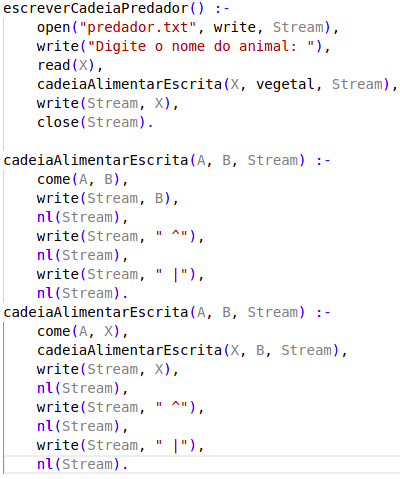 escreverCadeiaPredador() :-
    open("predador.txt", write, Stream),
    write("Digite o nome do animal: "),
    read(X),
    cadeiaAlimentarEscrita(X, vegetal, Stream),
    write(Stream, X),
    close(Stream).

cadeiaAlimentarEscrita(A, B, Stream) :-
    come(A, B),
    write(Stream, B),
    nl(Stream),
    write(Stream, " ^"),
    nl(Stream),
    write(Stream, " |"),
    nl(Stream).
cadeiaAlimentarEscrita(A, B, Stream) :-
    come(A, X),
    cadeiaAlimentarEscrita(X, B, Stream),
    write(Stream, X),
    nl(Stream),
    write(Stream, " ^"),
    nl(Stream),
    write(Stream, " |"),
    nl(Stream).